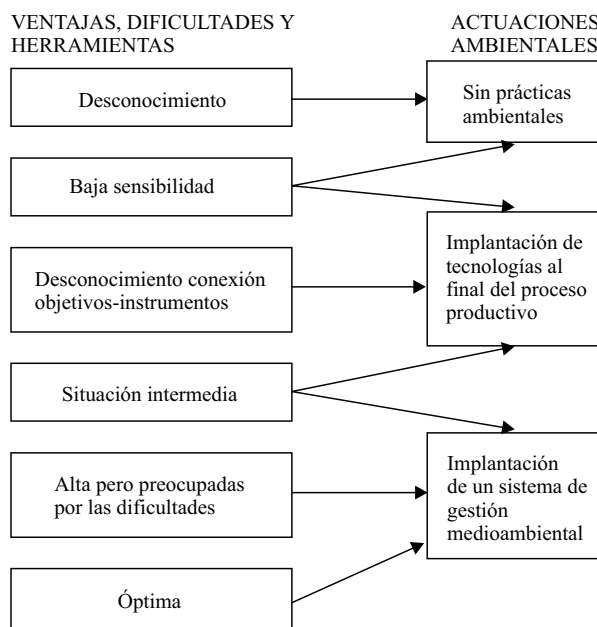 VENTAJAS, DIFICULTADES Y
HERRAMIENTAS
ACTUACIONES
AMBIENTALES
Desconocimiento
Sin prácticas
ambientales
Baja sensibilidad
Implantación de
tecnologías al
final del proceso
productivo
Desconocimiento conexión
objetivos-instrumentos
Situación intermedia
Implantación
de un sistema de
gestión
medioambiental
Alta pero preocupadas
por las dificultades
Óptima